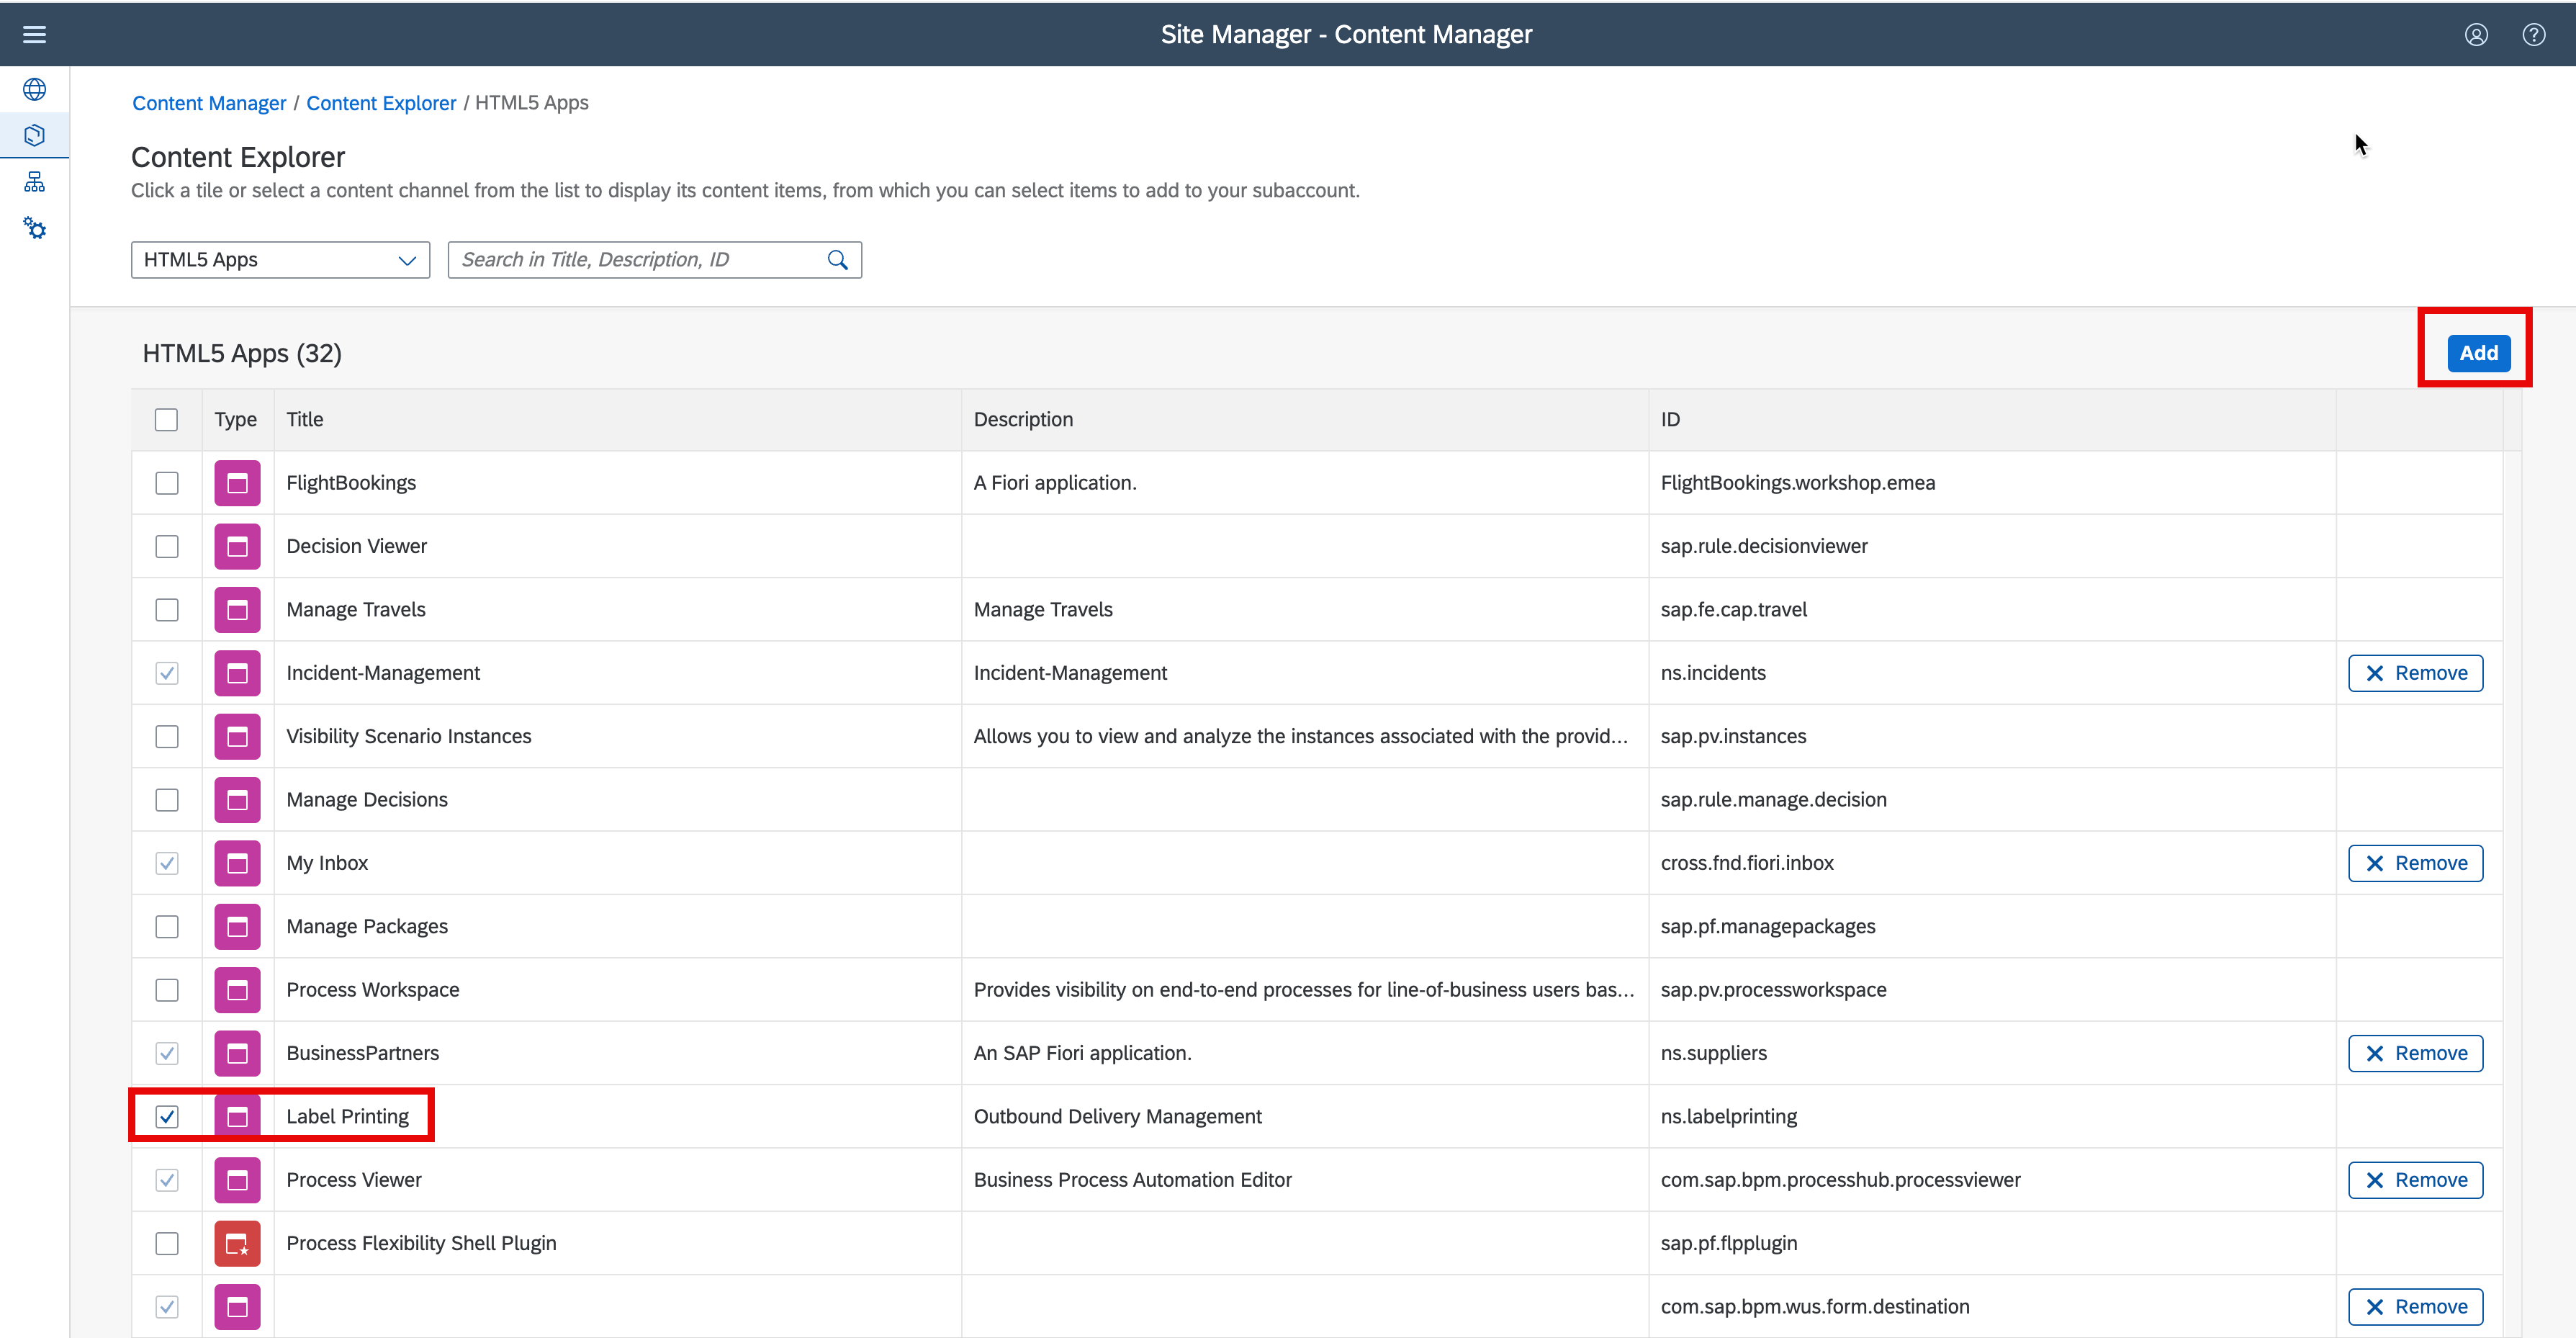 Site Manager - Content Manager
Content Manager / Content Explorer / HTML5 Apps
Content Explorer
Click a tile or select a content channel from the list to display its content items, from which you can select items to add to your subaccount.
HTML5 Apps Search in Title, Description, ID
HTML5 Apps (32) Add
Type Title Description ID
FlightBookings A Fiori application. FlightBookings.workshop.emea
Decision Viewer sap.rule.decisionviewer
Manage Travels Manage Travels sap.fe.cap.travel
Incident-Management Incident-Management ns.incidents Remove
Visibility Scenario Instances Allows you to view and analyze the instances associated with the provid... sap.pv.instances
Manage Decisions sap.rule.manage.decision
My Inbox cross.fnd.fiori.inbox Remove
Manage Packages sap.pf.managepackages
Process Workspace Provides visibility on end-to-end processes for line-of-business users bas... sap.pv.processworkspace
BusinessPartners An SAP Fiori application. ns.suppliers Remove
Label Printing Outbound Delivery Management ns.labelprinting
Process Viewer Business Process Automation Editor com.sap.bpm.processhub.processviewer Remove
Process Flexibility Shell Plugin sap.pf.flpplugin
com.sap.bpm.wus.form.destination Remove